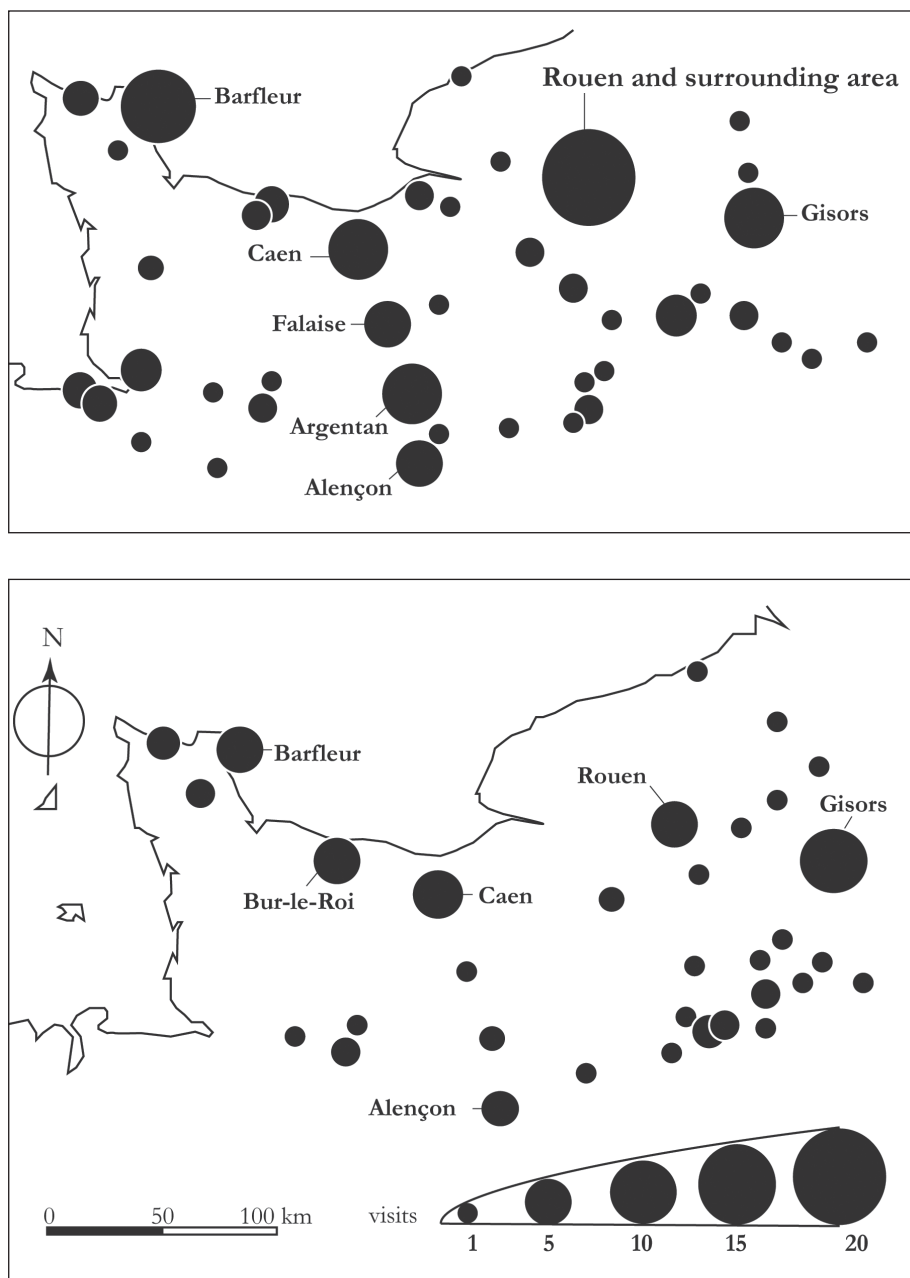 Barfleur
Rouen and surrounding area
Gisors
Caen
Falaise
Argentan
Alençon
N
Barfleur
Rouen
Gisors
Bur-le-Roi
Caen
Alençon
0 50 100 km
visits
1 5 10 15 20